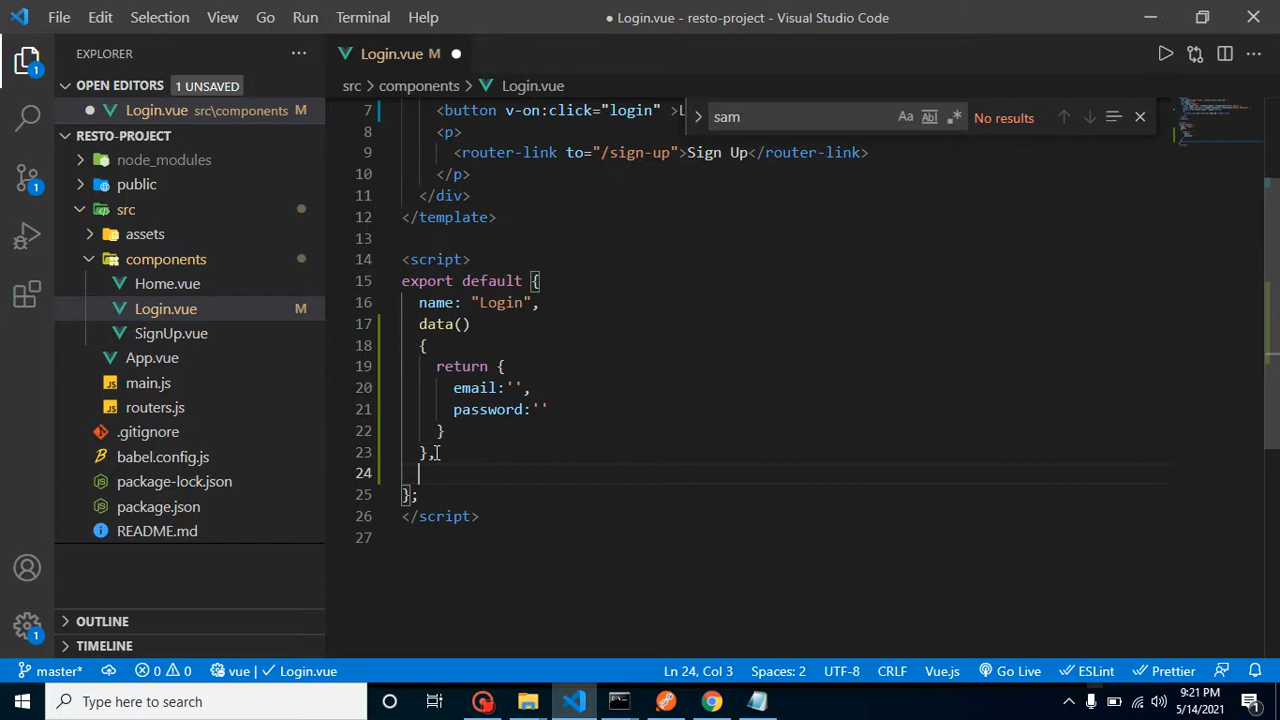 File Edit Selection View Go Run Terminal Help
● Login.vue - resto-project - Visual Studio Code
EXPLORER
Login.vue M
OPEN EDITORS 1 UNSAVED
Login.vue src\components M
RESTO-PROJECT
node_modules
public
src
assets
components
Home.vue
Login.vue M
SignUp.vue
App.vue
main.js
routers.js
.gitignore
babel.config.js
package-lock.json
package.json
README.md
OUTLINE
TIMELINE
1
1
1
src > components > Login.vue
sam Aa Abl .* No results
7 <button v-on:click="login" >L
8 <p>
9 <router-link to="/sign-up">Sign Up</router-link>
10 </p>
11 </div>
12 </template>
13
14 <script>
15 export default {
16 name: "Login",
17 data()
18 {
19 return {
20 email:'',
21 password:''
22 }
23 },
24
25 };
26 </script>
27
master* 0 0 vue | Login.vue Ln 24, Col 3 Spaces: 2 UTF-8 CRLF Vue.js Go Live ESLint Prettier
Type here to search
9:21 PM
5/14/2021
1